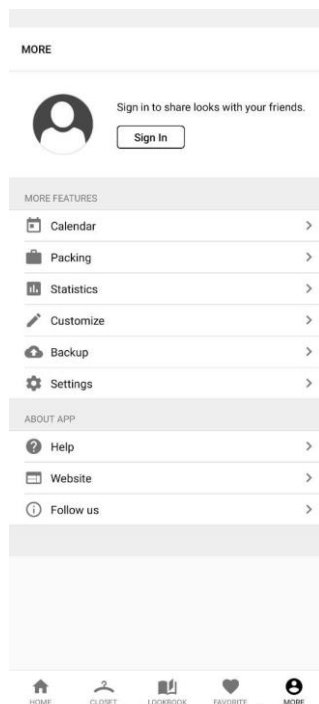 MORE
Sign in to share looks with your friends.
Sign In
MORE FEATURES
Calendar
Packing
Statistics
Customize
Backup
Settings
ABOUT APP
Help
Website
Follow us
HOME CLOSET LOOKBOOK FAVORITE MORE